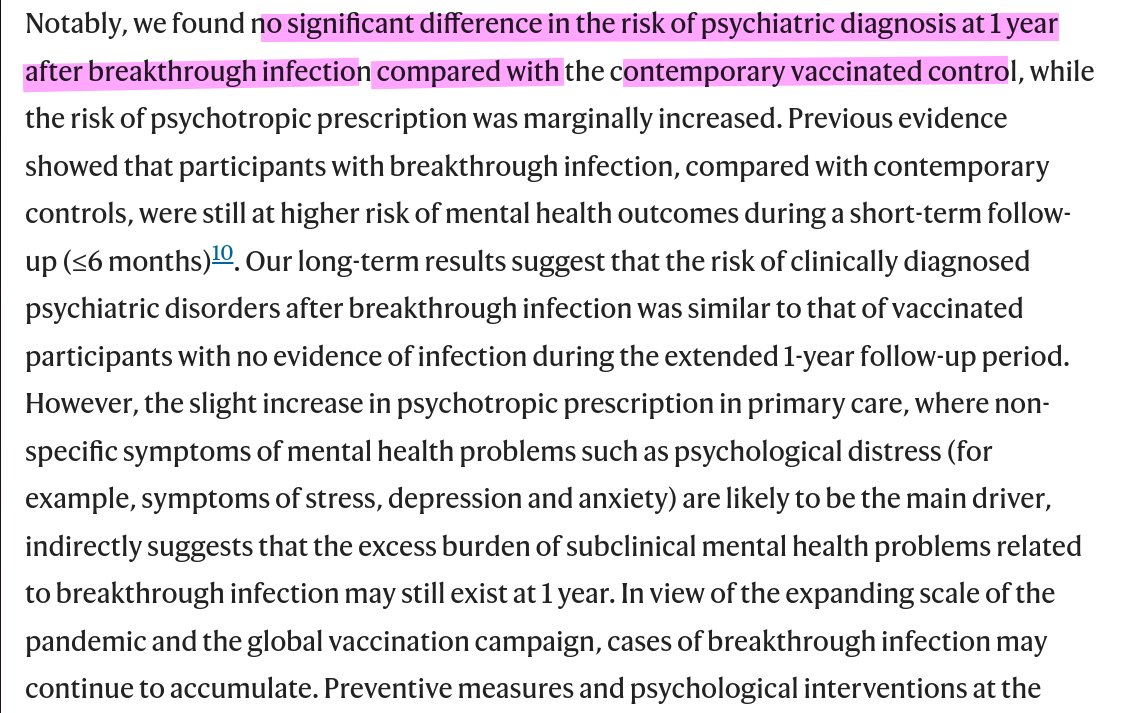 Notably, we found no significant difference in the risk of psychiatric diagnosis at 1 year
after breakthrough infection compared with the contemporary vaccinated control, while
the risk of psychotropic prescription was marginally increased. Previous evidence
showed that participants with breakthrough infection, compared with contemporary
controls, were still at higher risk of mental health outcomes during a short-term follow-
up (≤6 months)10. Our long-term results suggest that the risk of clinically diagnosed
psychiatric disorders after breakthrough infection was similar to that of vaccinated
participants with no evidence of infection during the extended 1-year follow-up period.
However, the slight increase in psychotropic prescription in primary care, where non-
specific symptoms of mental health problems such as psychological distress (for
example, symptoms of stress, depression and anxiety) are likely to be the main driver,
indirectly suggests that the excess burden of subclinical mental health problems related
to breakthrough infection may still exist at 1 year. In view of the expanding scale of the
pandemic and the global vaccination campaign, cases of breakthrough infection may
continue to accumulate. Preventive measures and psychological interventions at the